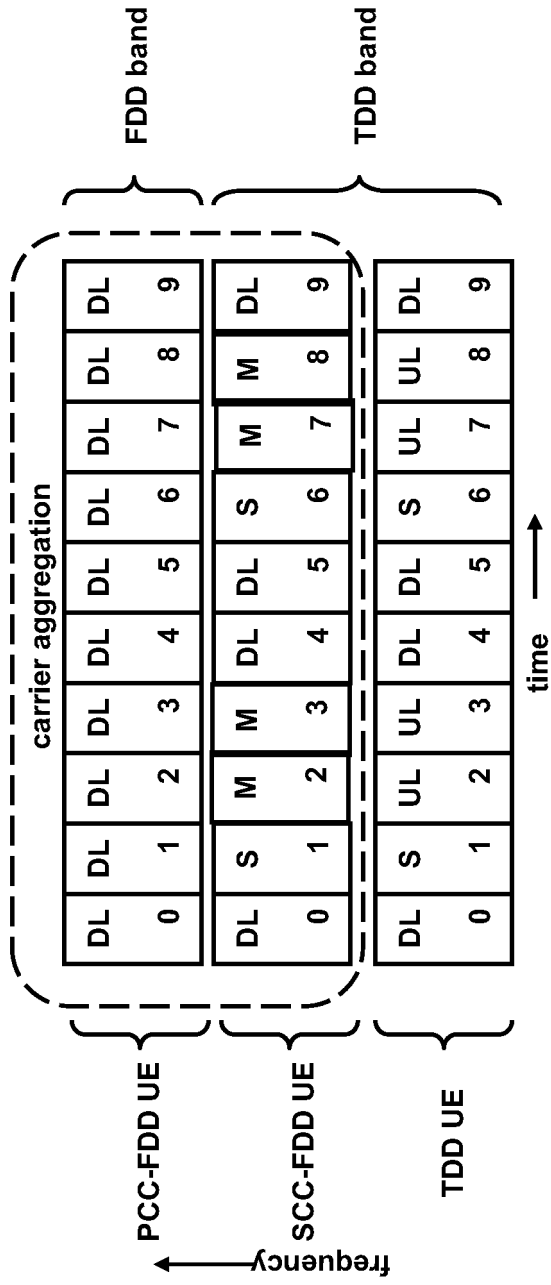 carrier aggregation
PCC-FDD UE
DL DL DL DL DL DL DL DL DL DL
0 1 2 3 4 5 6 7 8 9
FDD band
SCC-FDD UE
DL S M M DL DL S M M DL
0 1 2 3 4 5 6 7 8 9
TDD band
TDD UE
DL S UL UL DL DL S UL UL DL
0 1 2 3 4 5 6 7 8 9
frequency
time